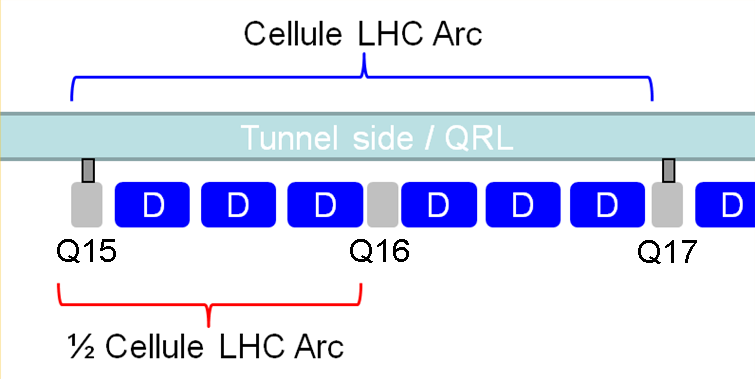 Cellule LHC Arc
Tunnel side / QRL
D D D D D D D
Q15 Q16 Q17
½ Cellule LHC Arc